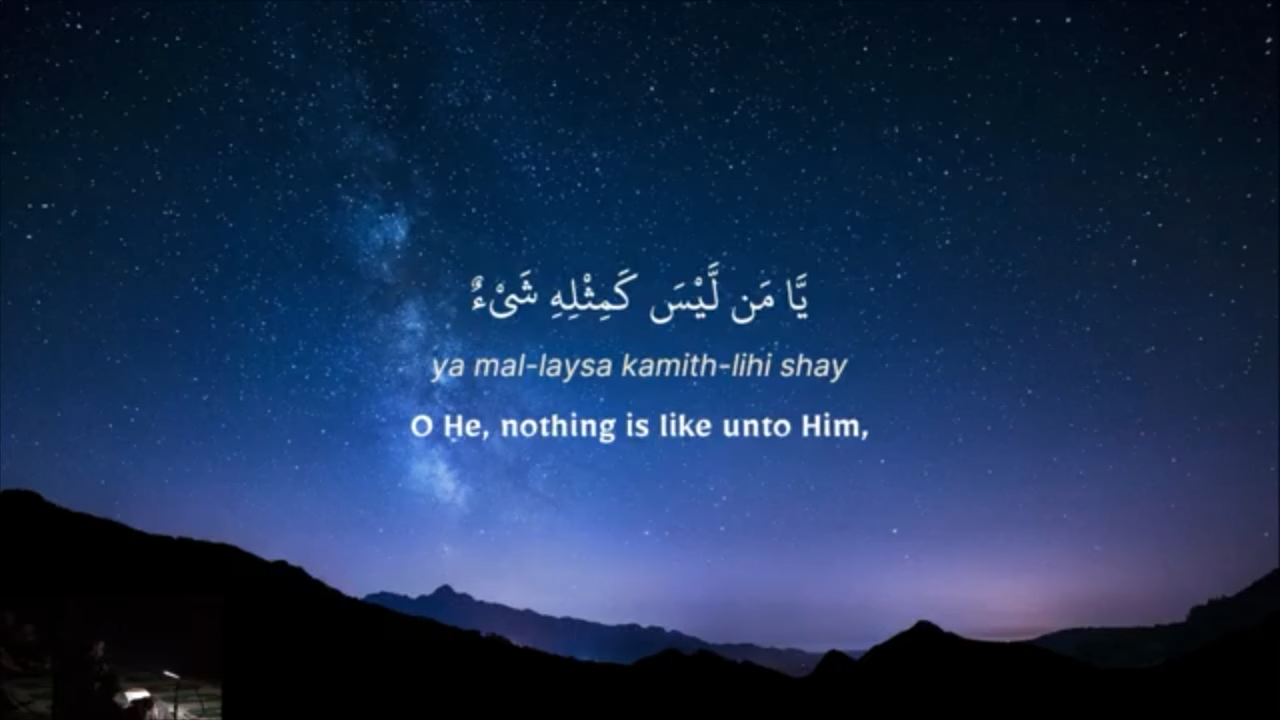 يَّا مَن لَّيْسَ كَمِثْلِهِ شَىْءٌ
ya mal-laysa kamith-lihi shay
O He, nothing is like unto Him,